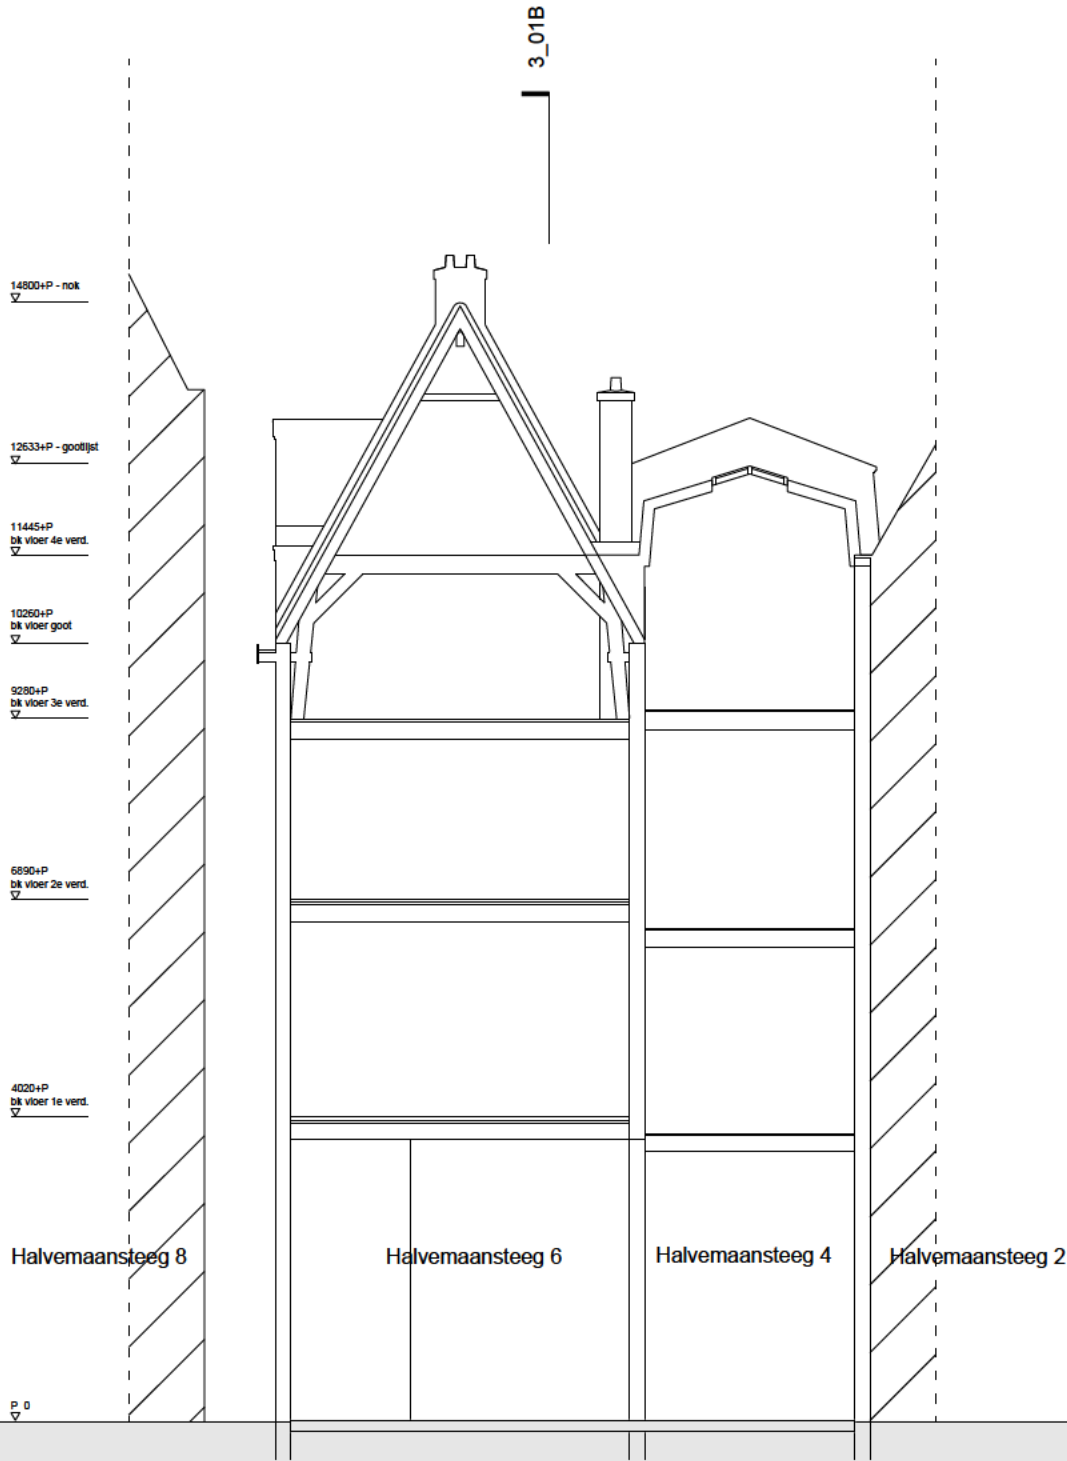 3_01B
14800+P - nok
12633+P - gootlijst
11445+P
bk vloer 4e verd.
10260+P
bk vloer goot
9280+P
bk vloer 3e verd.
6890+P
bk vloer 2e verd.
4020+P
bk vloer 1e verd.
Halvemaansteeg 8
Halvemaansteeg 6
Halvemaansteeg 4
Halvemaansteeg 2
P 0